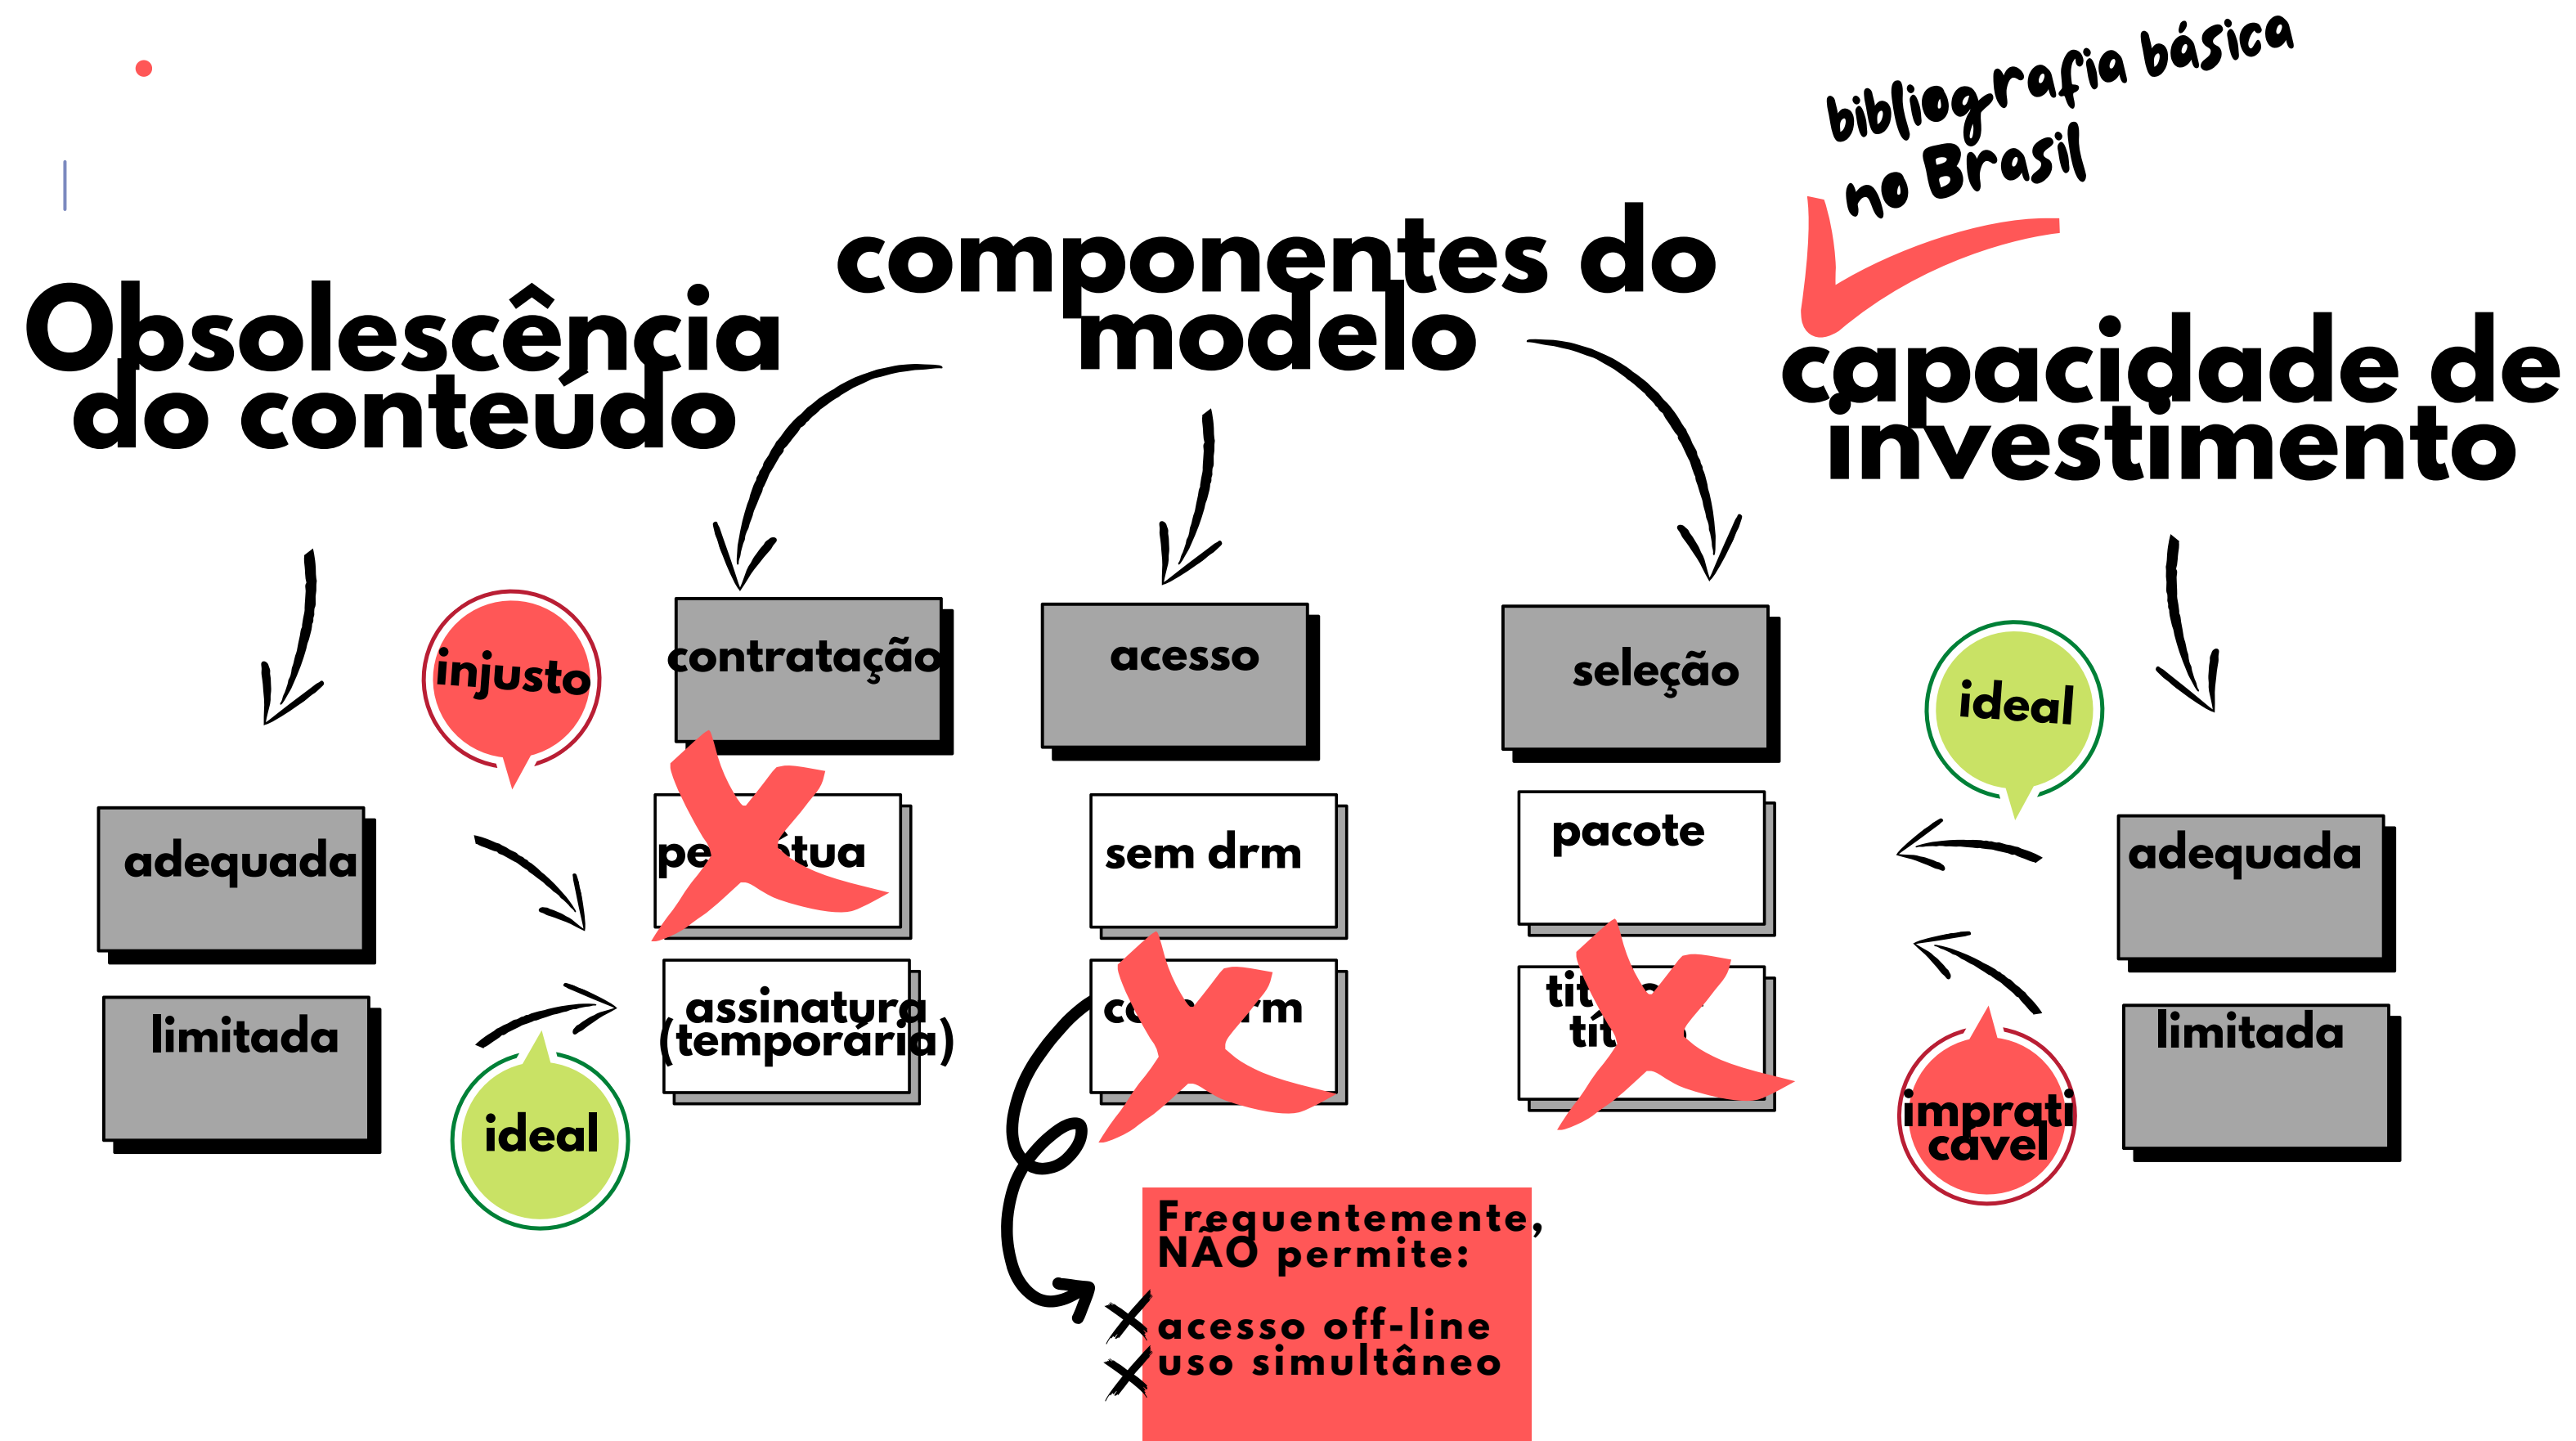 bibliografia básica
no Brasil
componentes do
modelo
Obsolescência
do conteúdo
capacidade de
investimento
injusto
contratação
acesso
seleção
ideal
adequada
sem drm
pacote
adequada
limitada
assinatura
(temporária)
limitada
ideal
imprati
cável
Frequentemente,
NÃO permite:
acesso off-line
uso simultâneo